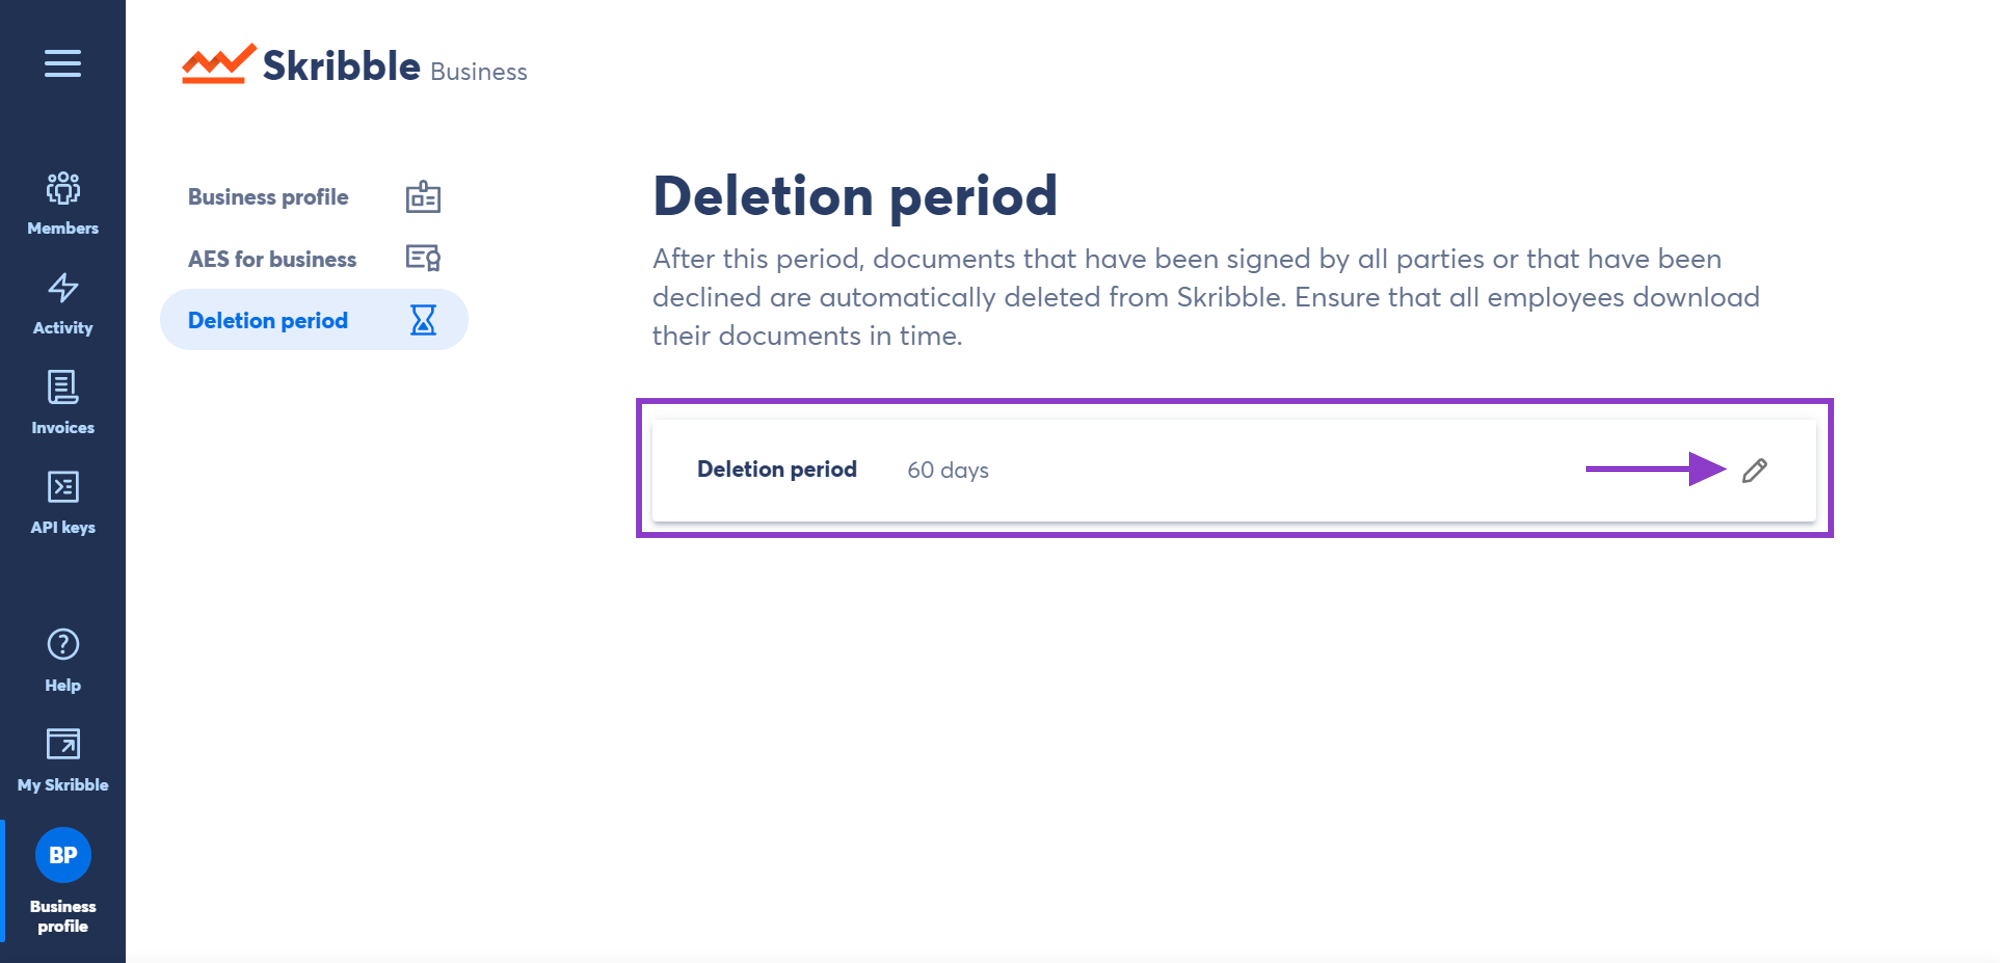 Skribble Business
Members
Activity
Invoices
API keys
Help
My Skribble
BP
Business
profile
Business profile
AES for business
Deletion period
Deletion period
After this period, documents that have been signed by all parties or that have been
declined are automatically deleted from Skribble. Ensure that all employees download
their documents in time.
Deletion period 60 days